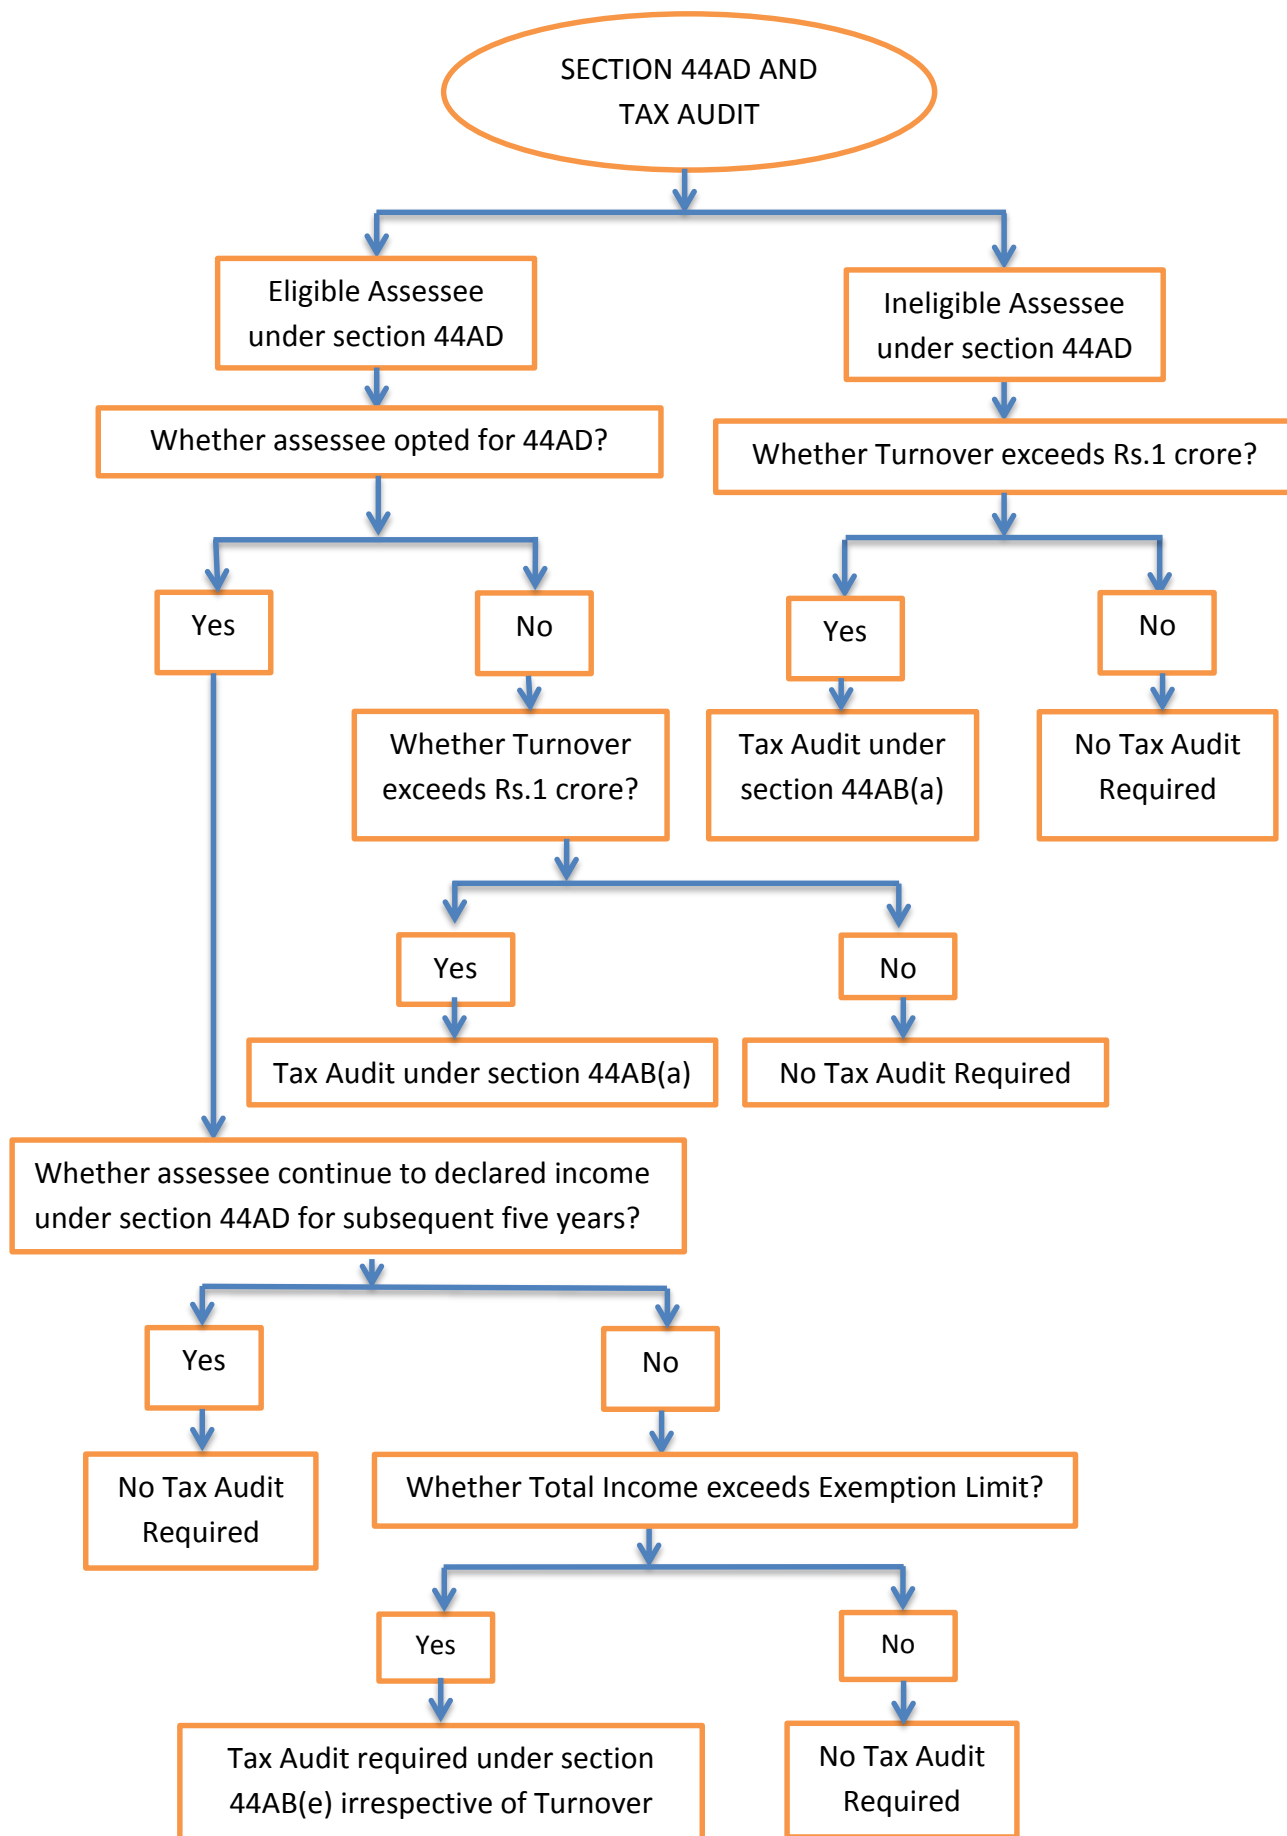 SECTION 44AD AND
TAX AUDIT
Eligible Assessee
under section 44AD
Ineligible Assessee
under section 44AD
Whether assessee opted for 44AD?
Whether Turnover exceeds Rs.1 crore?
Yes
No
Yes
No
Whether Turnover
exceeds Rs.1 crore?
Tax Audit under
section 44AB(a)
No Tax Audit
Required
Yes
No
Tax Audit under section 44AB(a)
No Tax Audit Required
Whether assessee continue to declared income
under section 44AD for subsequent five years?
Yes
No
No Tax Audit
Required
Whether Total Income exceeds Exemption Limit?
Yes
No
Tax Audit required under section
44AB(e) irrespective of Turnover
No Tax Audit
Required